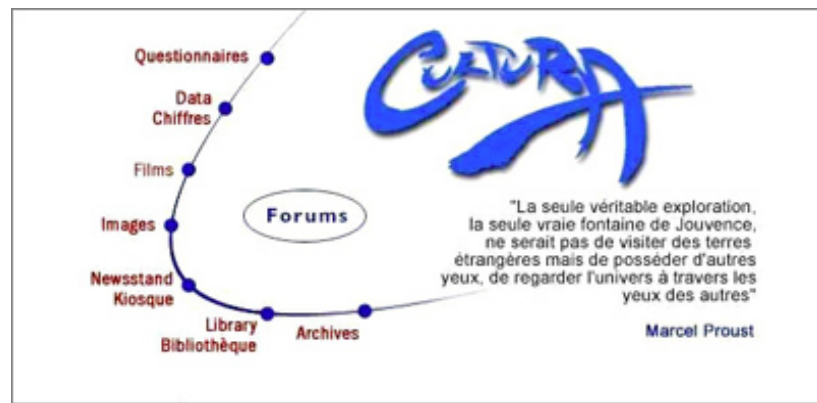 CULTURA
Questionnaires
Data
Chiffres
Films
Images
Newsstand
Kiosque
Library
Bibliothèque
Archives
Forums
"La seule véritable exploration,
la seule vraie fontaine de Jouvence,
ne serait pas de visiter des terres
étrangères mais de posséder d'autres
yeux, de regarder l'univers à travers les
yeux des autres"
Marcel Proust